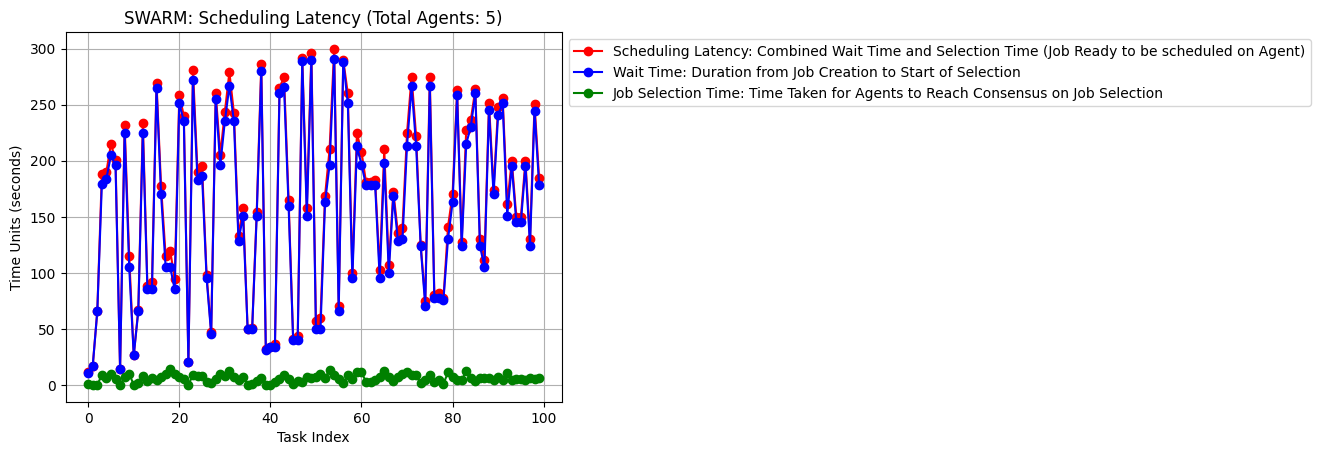 SWARM: Scheduling Latency (Total Agents: 5)
Scheduling Latency: Combined Wait Time and Selection Time (Job Ready to be scheduled on Agent)
Wait Time: Duration from Job Creation to Start of Selection
Job Selection Time: Time Taken for Agents to Reach Consensus on Job Selection
Time Units (seconds)
300
250
200
150
100
50
0
0 20 40 60 80 100
Task Index